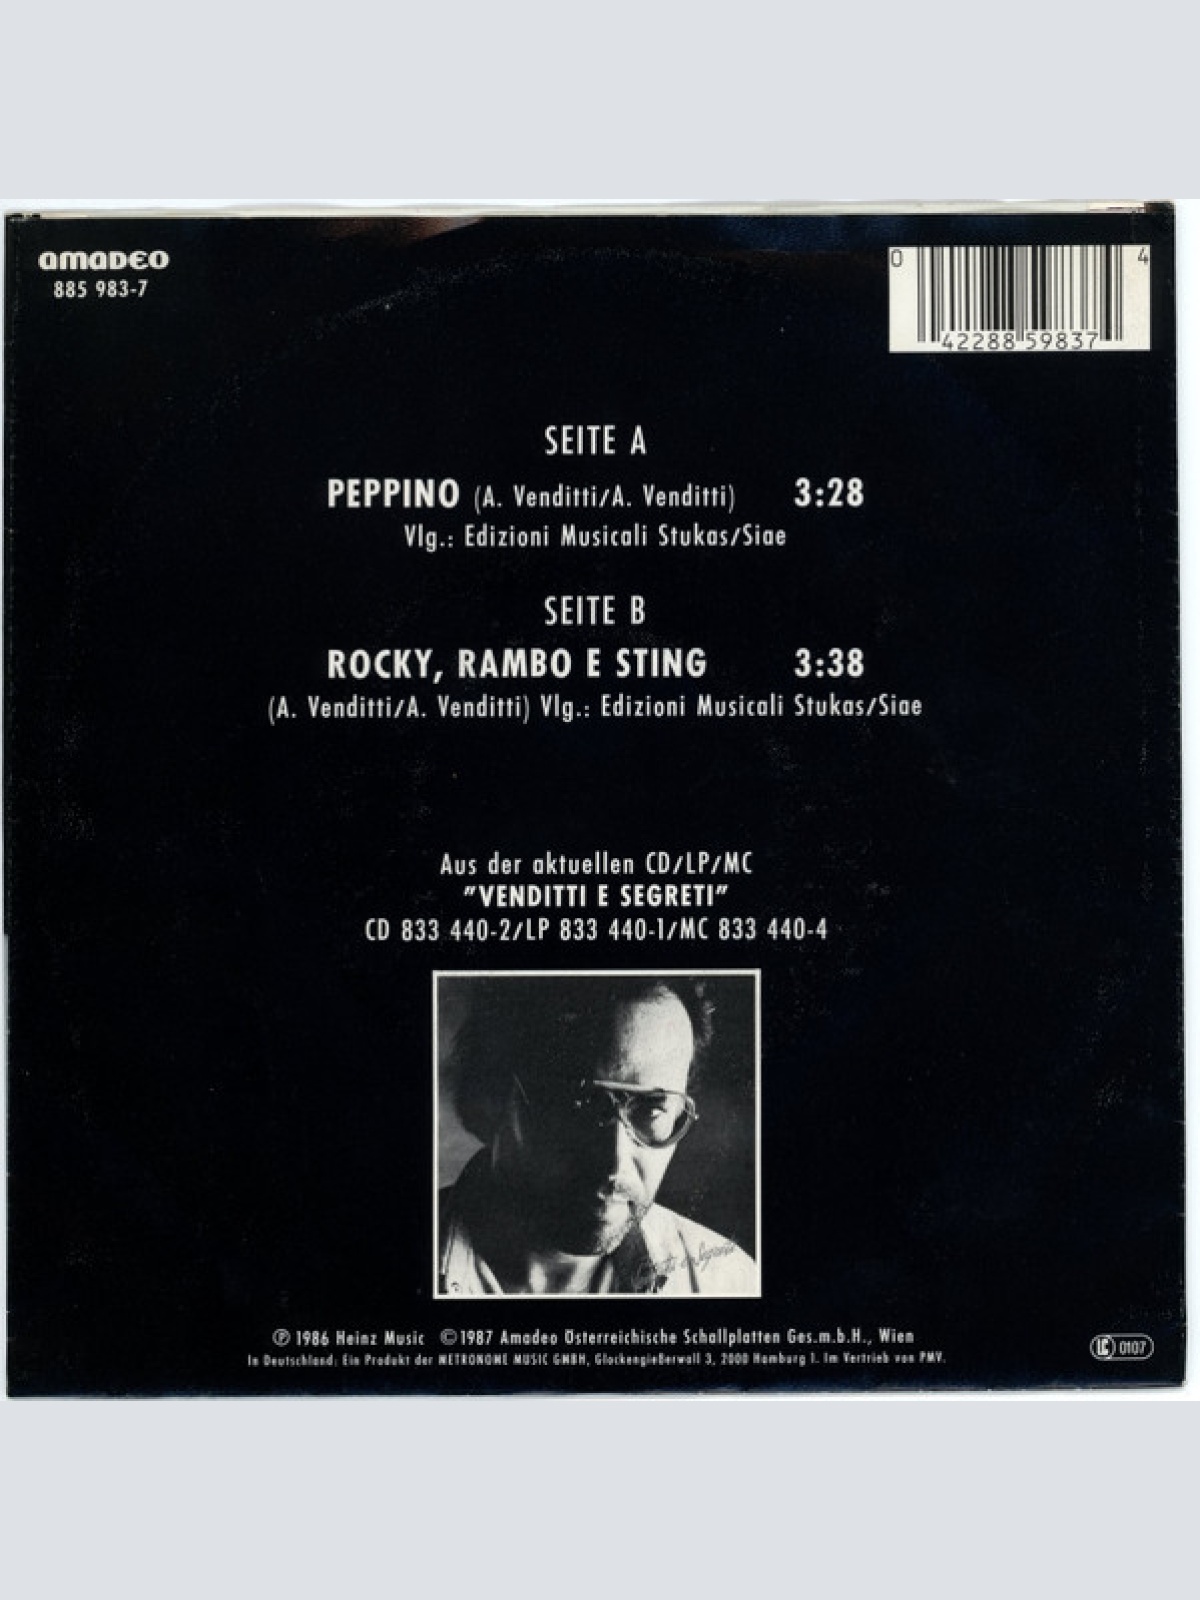 amadeo
885 983-7
0 42288 59837 4
SEITE A
PEPPINO (A. Venditti/A. Venditti) 3:28
Vlg.: Edizioni Musicali Stukas/Siae
SEITE B
ROCKY, RAMBO E STING 3:38
(A. Venditti/A. Venditti) Vlg.: Edizioni Musicali Stukas/Siae
Aus der aktuellen CD/LP/MC
"VENDITTI E SEGRETI"
CD 833 440-2/LP 833 440-1/MC 833 440-4
℗ 1986 Heinz Music ©1987 Amadeo Österreichische Schallplatten Ges.m.b.H., Wien
In Deutschland: Ein Produkt der METRONOME MUSIC GMBH, Glockengießerwall 3, 2000 Hamburg 1. Im Vertrieb von PMV.
LC 0107